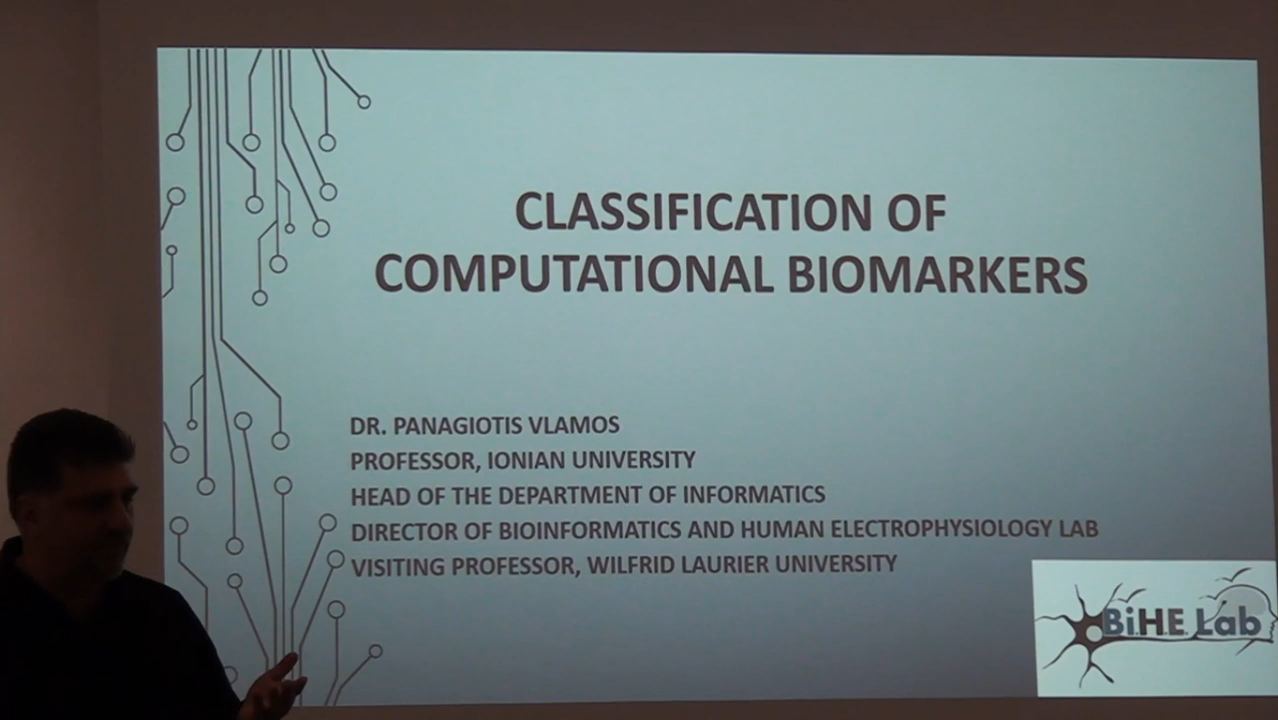 CLASSIFICATION OF
COMPUTATIONAL BIOMARKERS
DR. PANAGIOTIS VLAMOS
PROFESSOR, IONIAN UNIVERSITY
HEAD OF THE DEPARTMENT OF INFORMATICS
DIRECTOR OF BIOINFORMATICS AND HUMAN ELECTROPHYSIOLOGY LAB
VISITING PROFESSOR, WILFRID LAURIER UNIVERSITY
Bi.H.E. Lab